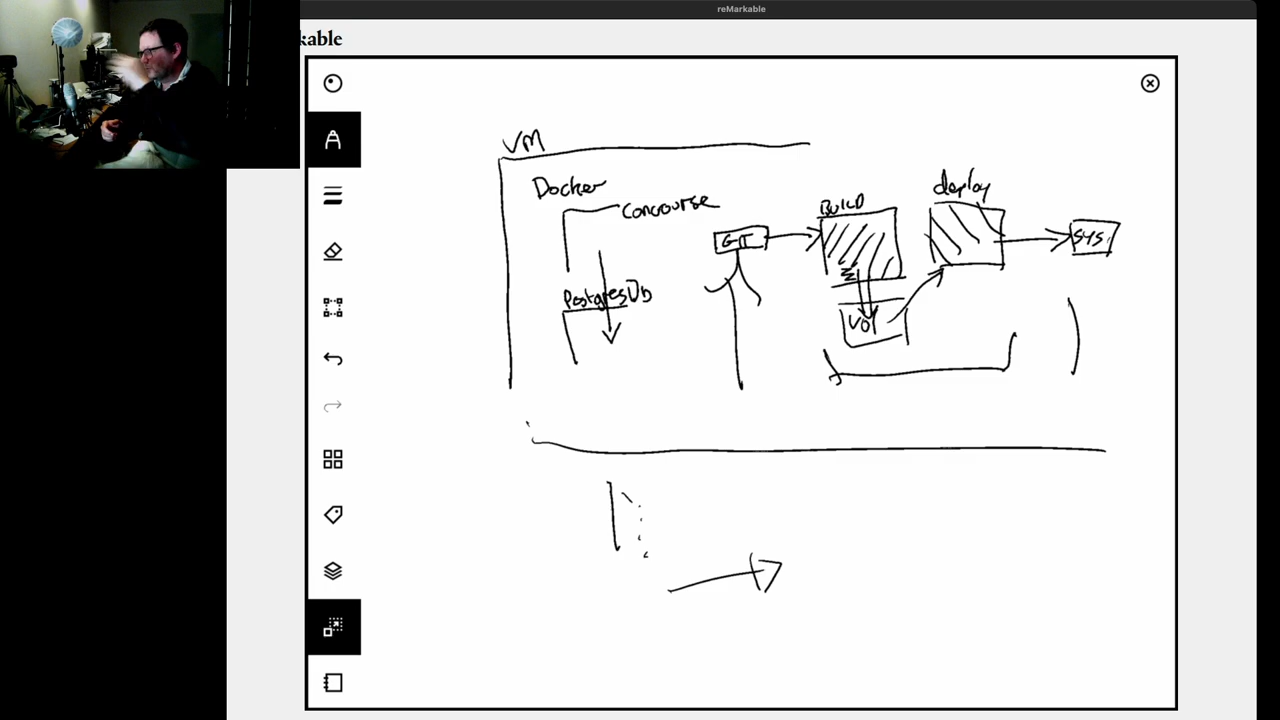 reMarkable
kable
VM
Docker
Concourse
PostgresDb
GIT
BUILD
VOL
deploy
SYS.